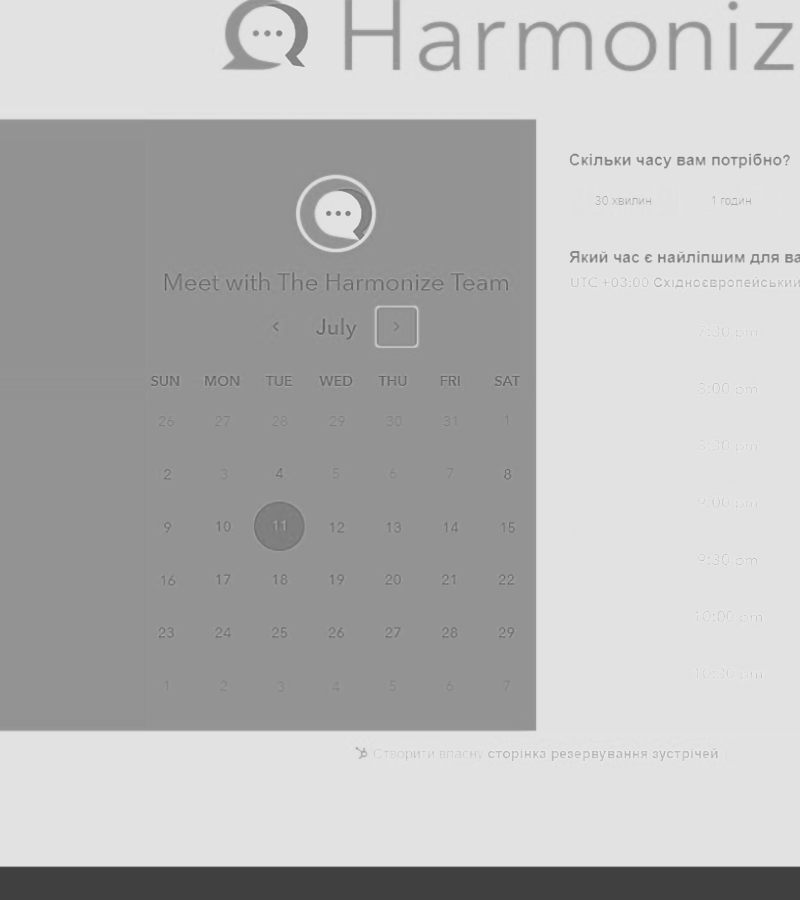 Harmoniz
Meet with The Harmonize Team
July
SUN MON TUE WED THU FRI SAT
26 27 28 29 30 31 1
2 3 4 5 6 7 8
9 10 11 12 13 14 15
16 17 18 19 20 21 22
23 24 25 26 27 28 29
1 2 3 4 5 6 7
Скільки часу вам потрібно?
30 хвилин 1 годин
Який час є найліпшим для ва
UTC +03:00 Східноєвропейський
7:30 pm
8:00 pm
8:30 pm
9:00 pm
9:30 pm
10:00 pm
10:30 pm
Створити власну сторінка резервування зустрічей